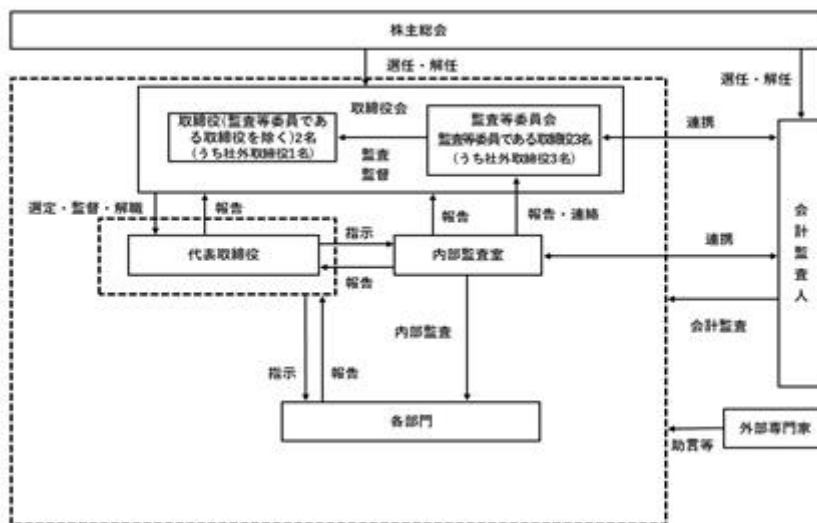 株主総会
選任・解任
選任・解任
取締役会
取締役(監査等委員であ
る取締役を除く)2名
(うち社外取締役1名)
監査等委員会
監査等委員である取締役3名
(うち社外取締役3名)
監査
監督
連携
選定・監督・解職
報告
報告
報告・連絡
代表取締役
指示
報告
内部監査室
連携
会計監査人
会計監査
内部監査
指示
報告
各部門
外部専門家
助言等